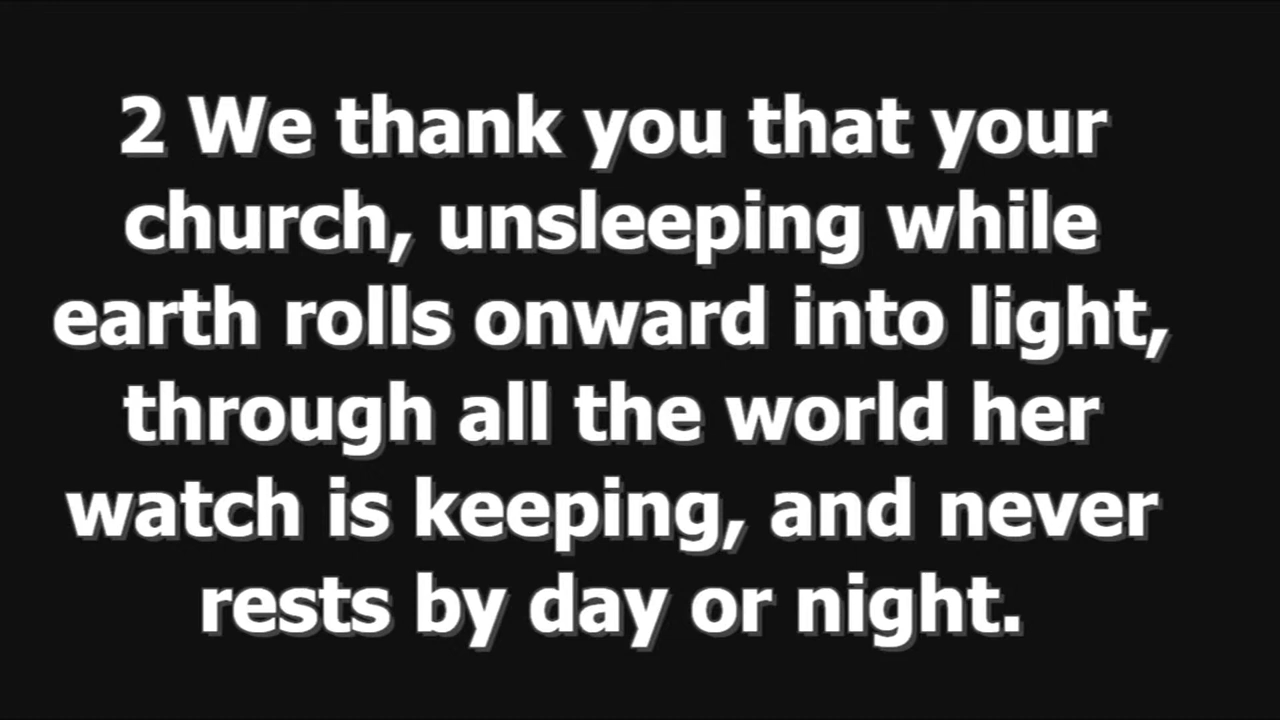 2 We thank you that your
church, unsleeping while
earth rolls onward into light,
through all the world her
watch is keeping, and never
rests by day or night.